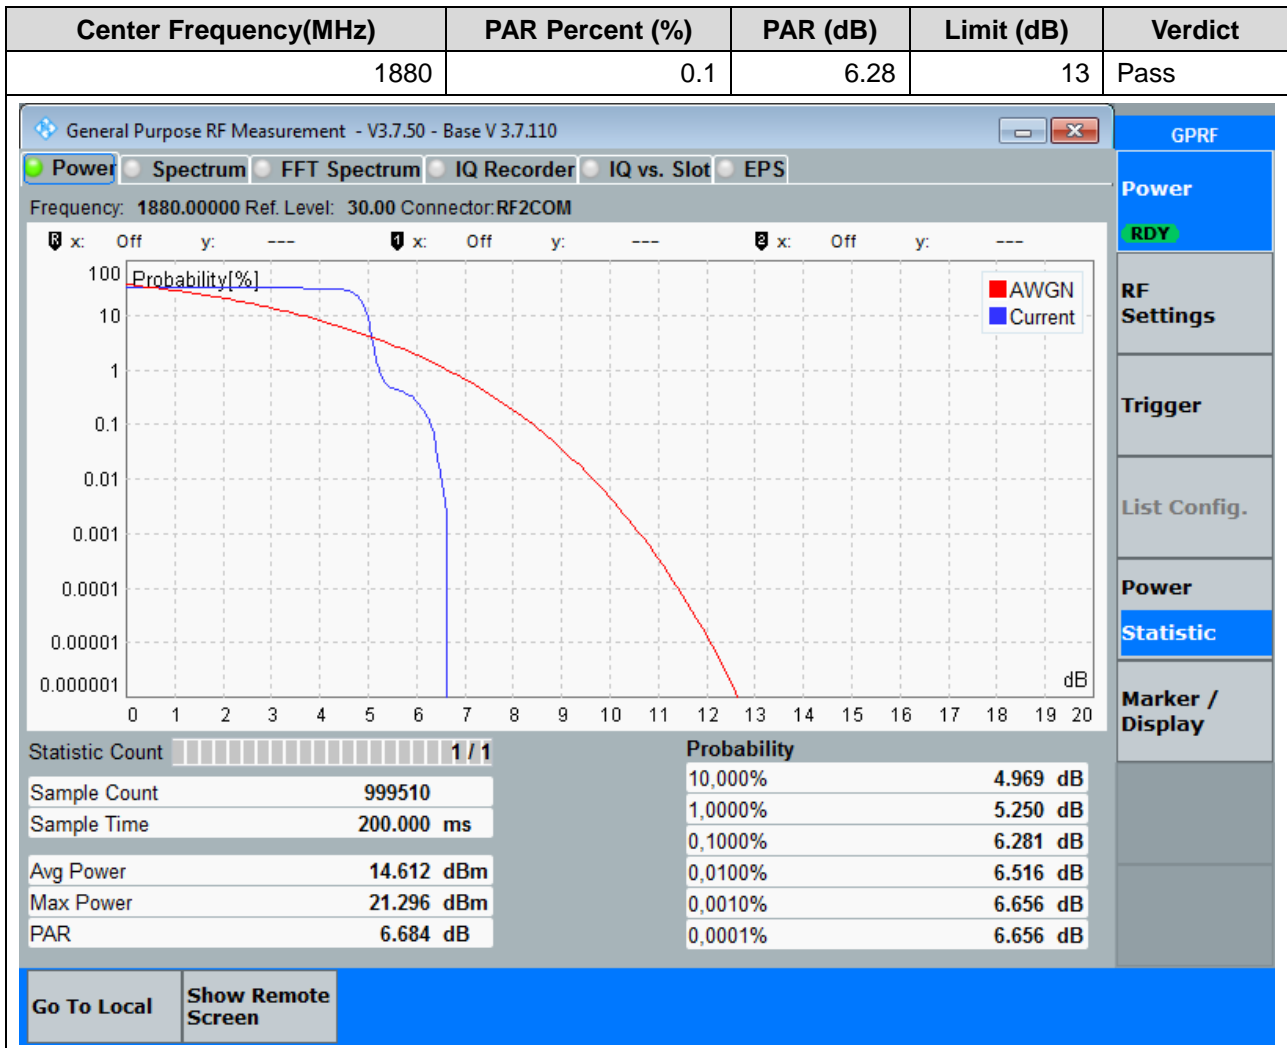 Center Frequency(MHz) PAR Percent (%) PAR (dB) Limit (dB) Verdict
1880 0.1 6.28 13 Pass
General Purpose RF Measurement - V3.7.50 - Base V 3.7.110
GPRF
Power Spectrum FFT Spectrum IQ Recorder IQ vs. Slot EPS
Frequency: 1880.00000 Ref. Level: 30.00 Connector: RF2COM
R x: Off y: --- 1 x: Off y: --- 2 x: Off y: ---
Probability[%]
AWGN
Current
100
10
1
0.1
0.01
0.001
0.0001
0.00001
0.000001
dB
0 1 2 3 4 5 6 7 8 9 10 11 12 13 14 15 16 17 18 19 20
Statistic Count 1 / 1
Sample Count 999510
Sample Time 200.000 ms
Avg Power 14.612 dBm
Max Power 21.296 dBm
PAR 6.684 dB
Probability
10,000% 4.969 dB
1,0000% 5.250 dB
0,1000% 6.281 dB
0,0100% 6.516 dB
0,0010% 6.656 dB
0,0001% 6.656 dB
Power
RDY
RF
Settings
Trigger
List Config.
Power
Statistic
Marker /
Display
Go To Local
Show Remote
Screen